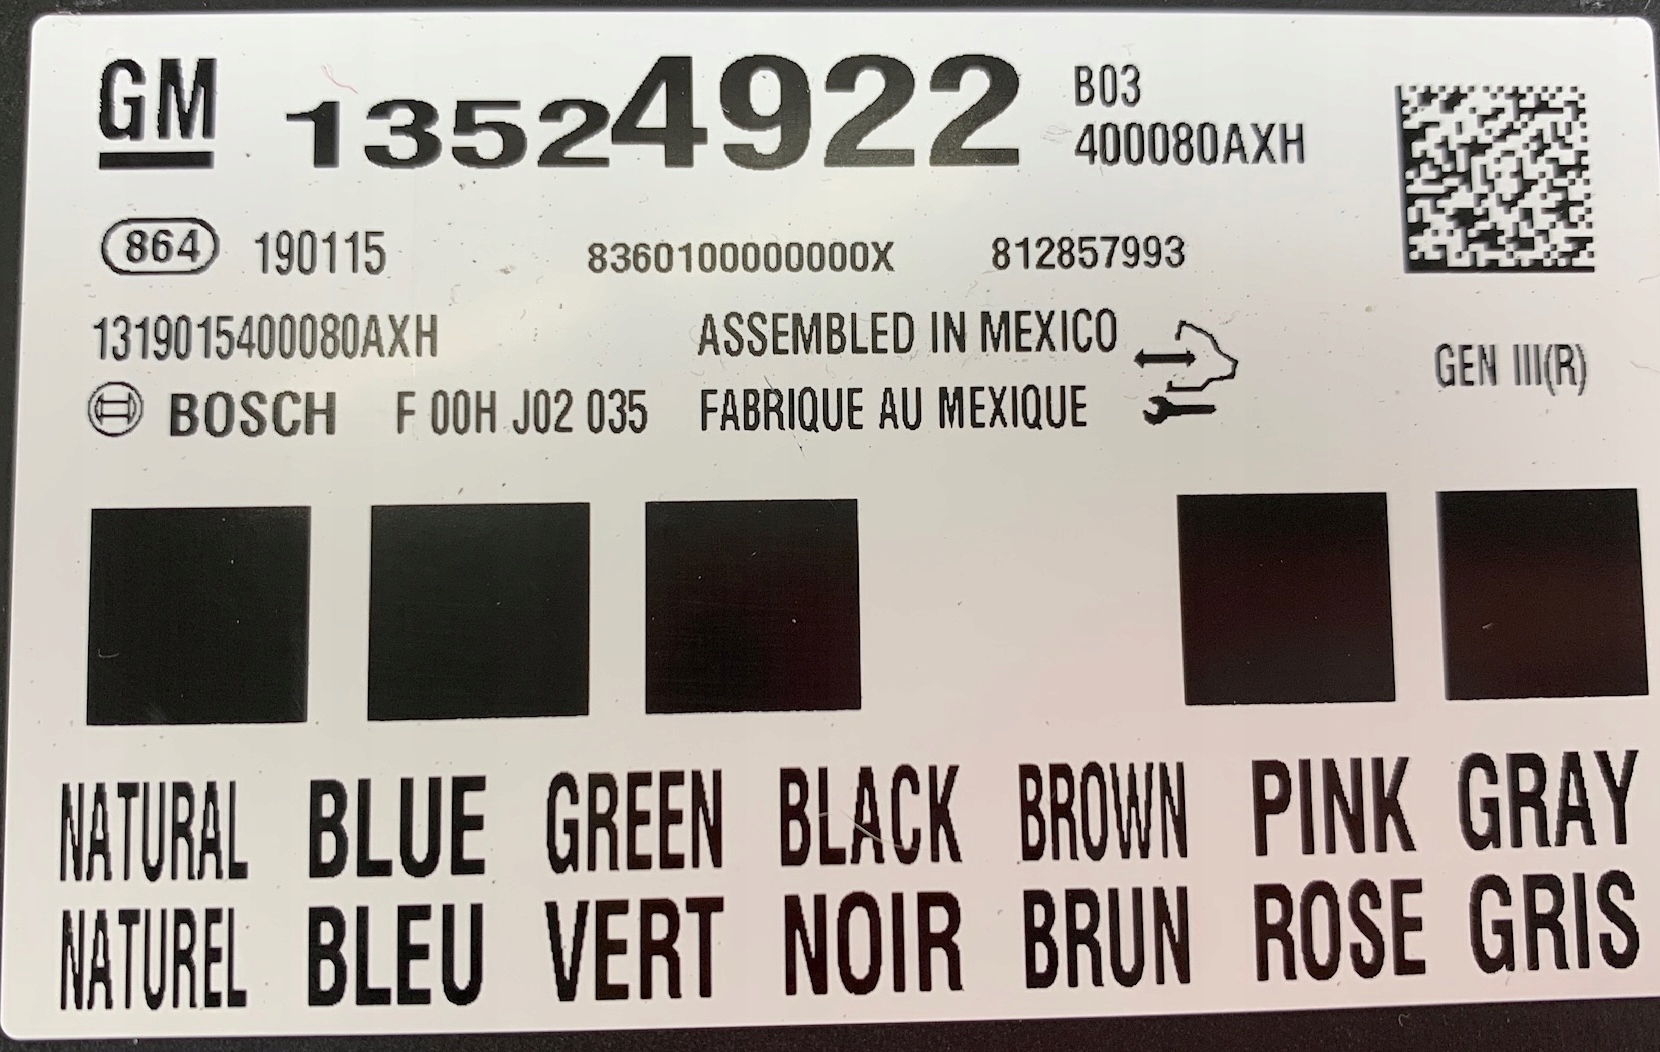 GM 13524922 B03
400080AXH
864 190115 8360100000000X 812857993
1319015400080AXH ASSEMBLED IN MEXICO GEN III(R)
BOSCH F 00H J02 035 FABRIQUE AU MEXIQUE
NATURAL BLUE GREEN BLACK BROWN PINK GRAY
NATUREL BLEU VERT NOIR BRUN ROSE GRIS